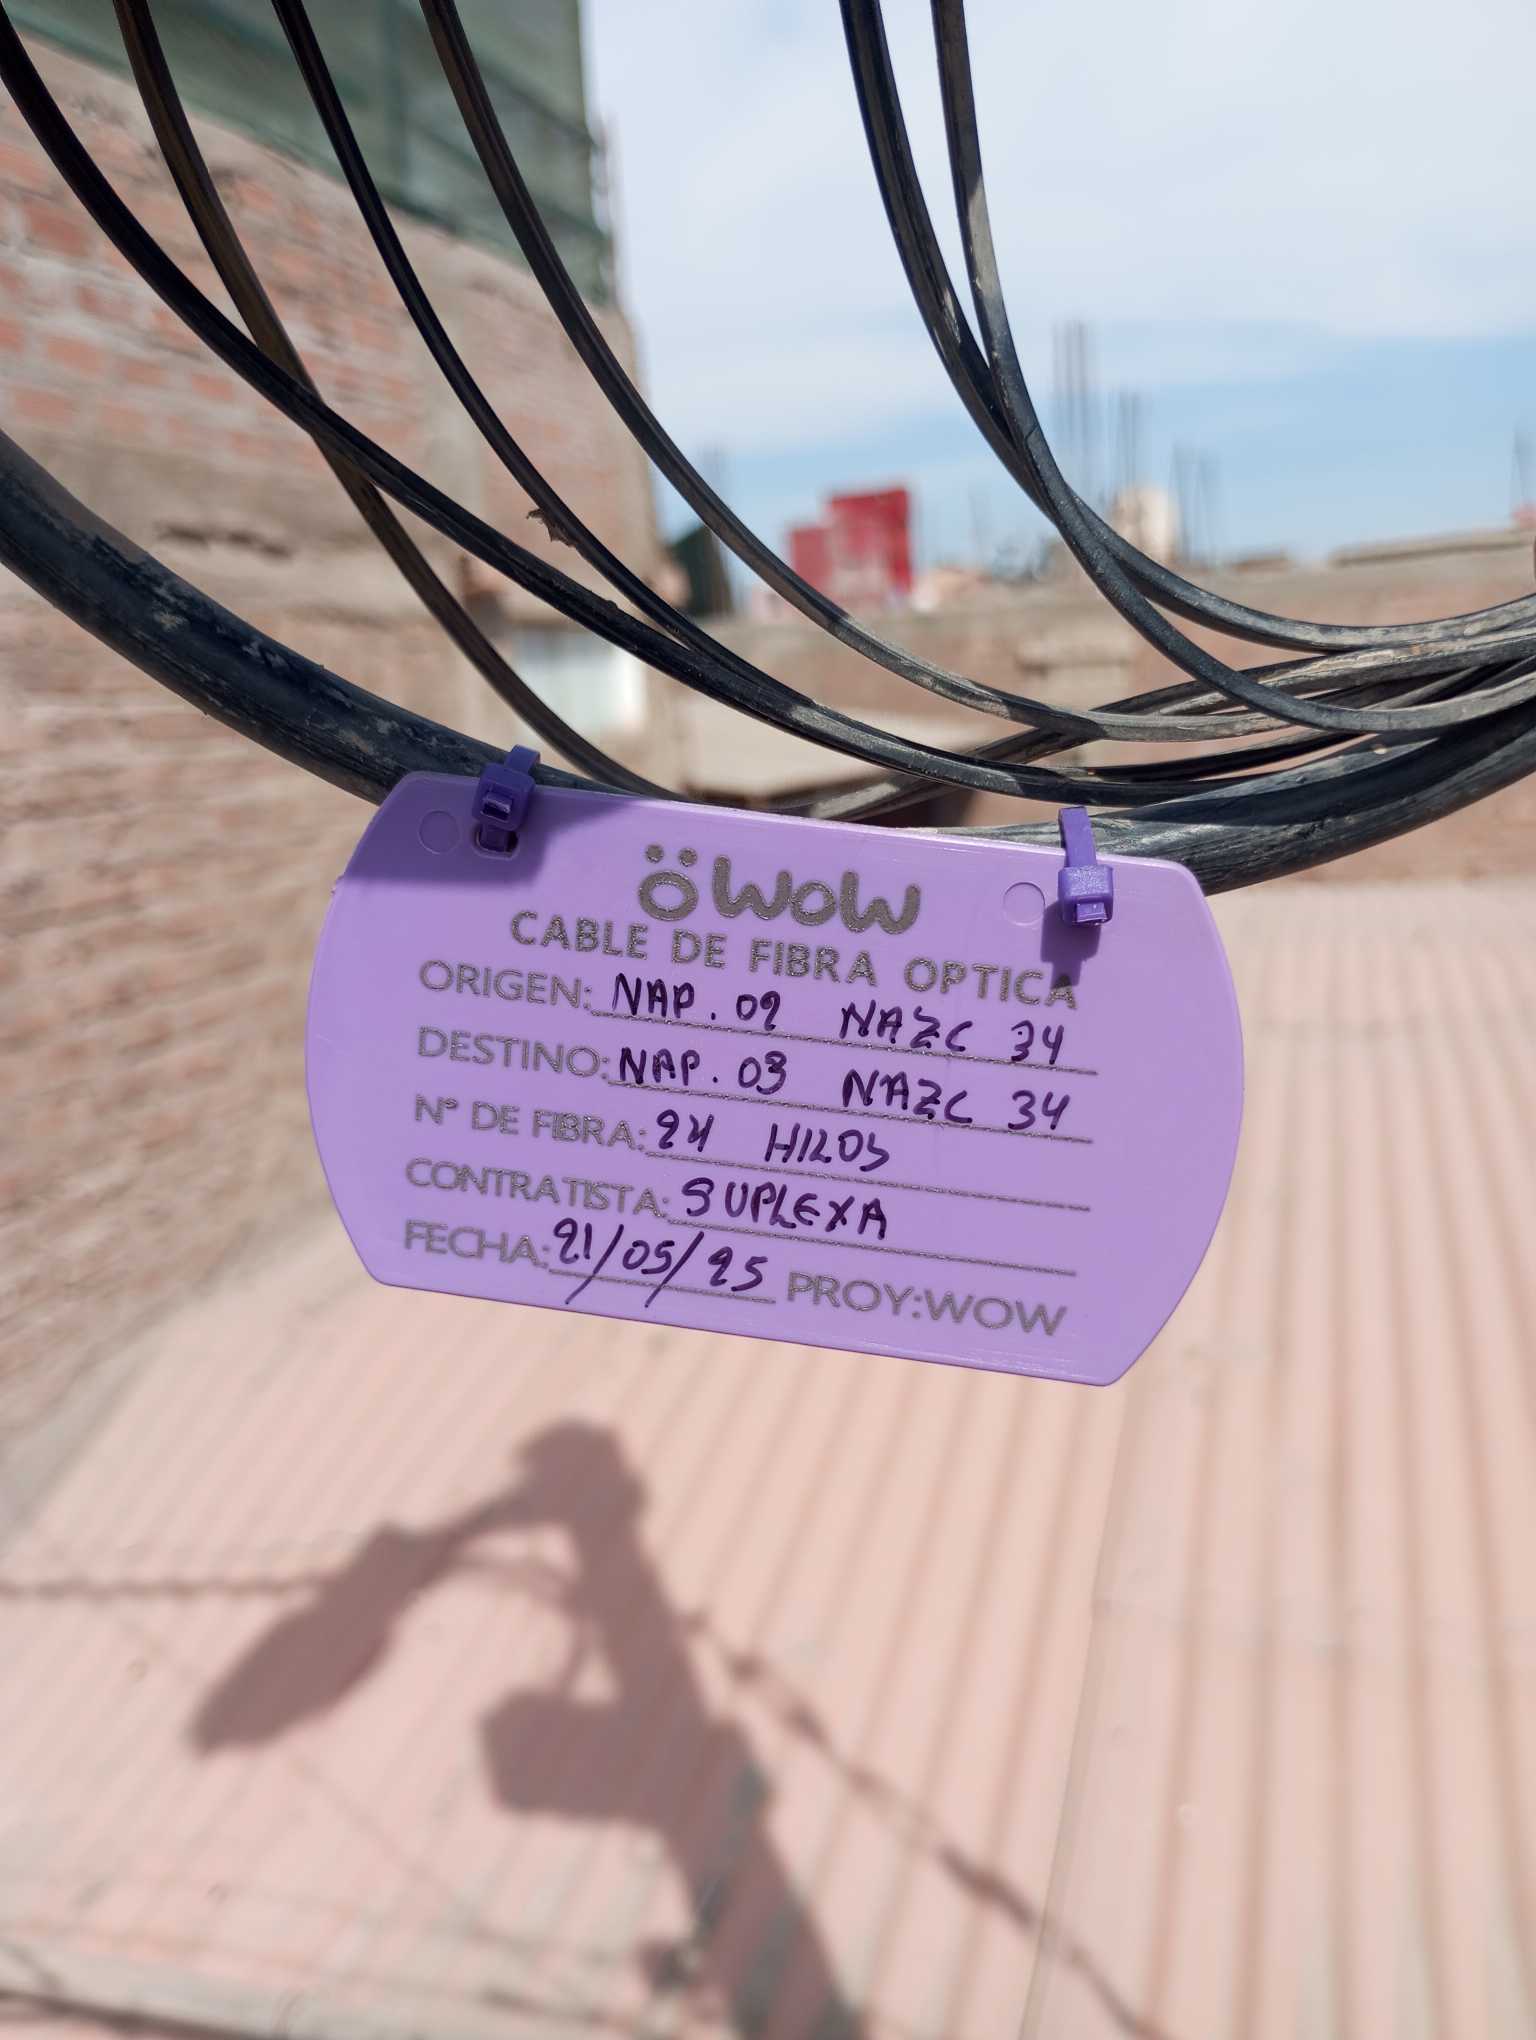 wow
CABLE DE FIBRA OPTICA
ORIGEN: NAP. 02 NAZC 34
DESTINO: NAP. 03 NAZC 34
N° DE FIBRA: 24 HILOS
CONTRATISTA: SUPLEXA
FECHA: 21/05/25 PROY:WOW